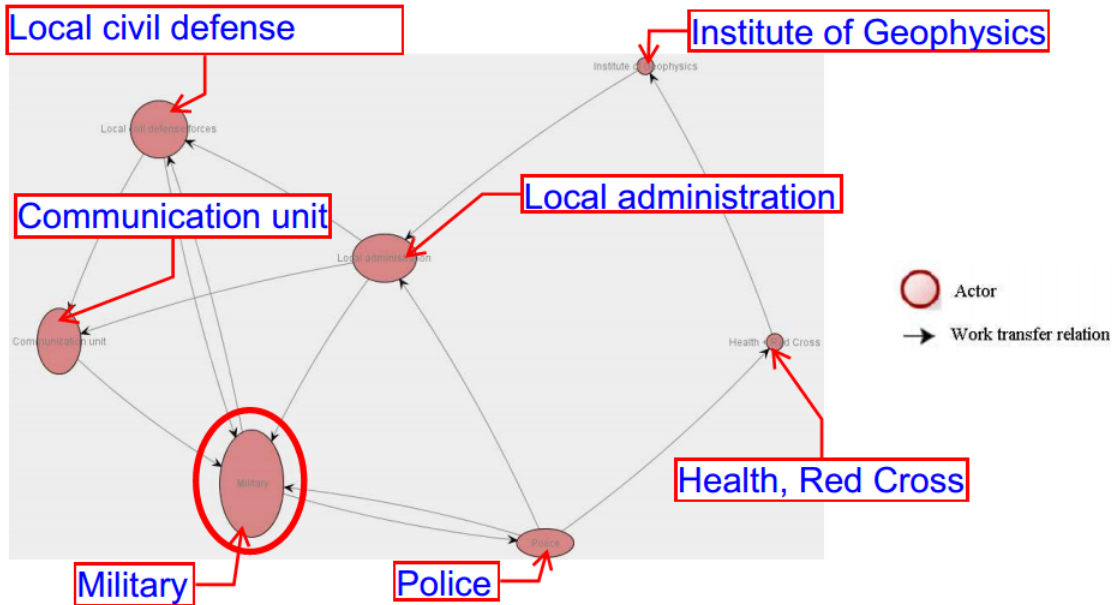 Local civil defense
Institute of Geophysics
Institute of Geophysics
Local civil defense forces
Local administration
Communication unit
Local administration
Actor
Work transfer relation
Communication unit
Health + Red Cross
Health, Red Cross
Military
Police
Military
Police